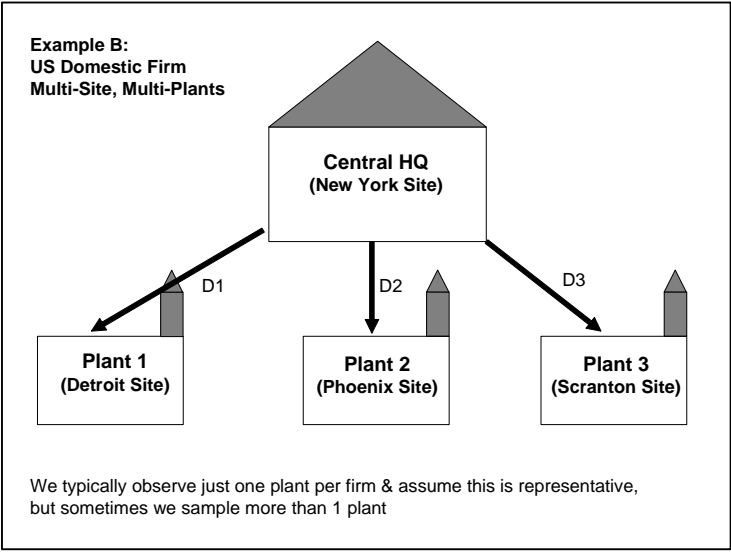 Example B:
US Domestic Firm
Multi-Site, Multi-Plants
Central HQ
(New York Site)
D1
D2
D3
Plant 1
(Detroit Site)
Plant 2
(Phoenix Site)
Plant 3
(Scranton Site)
We typically observe just one plant per firm & assume this is representative,
but sometimes we sample more than 1 plant